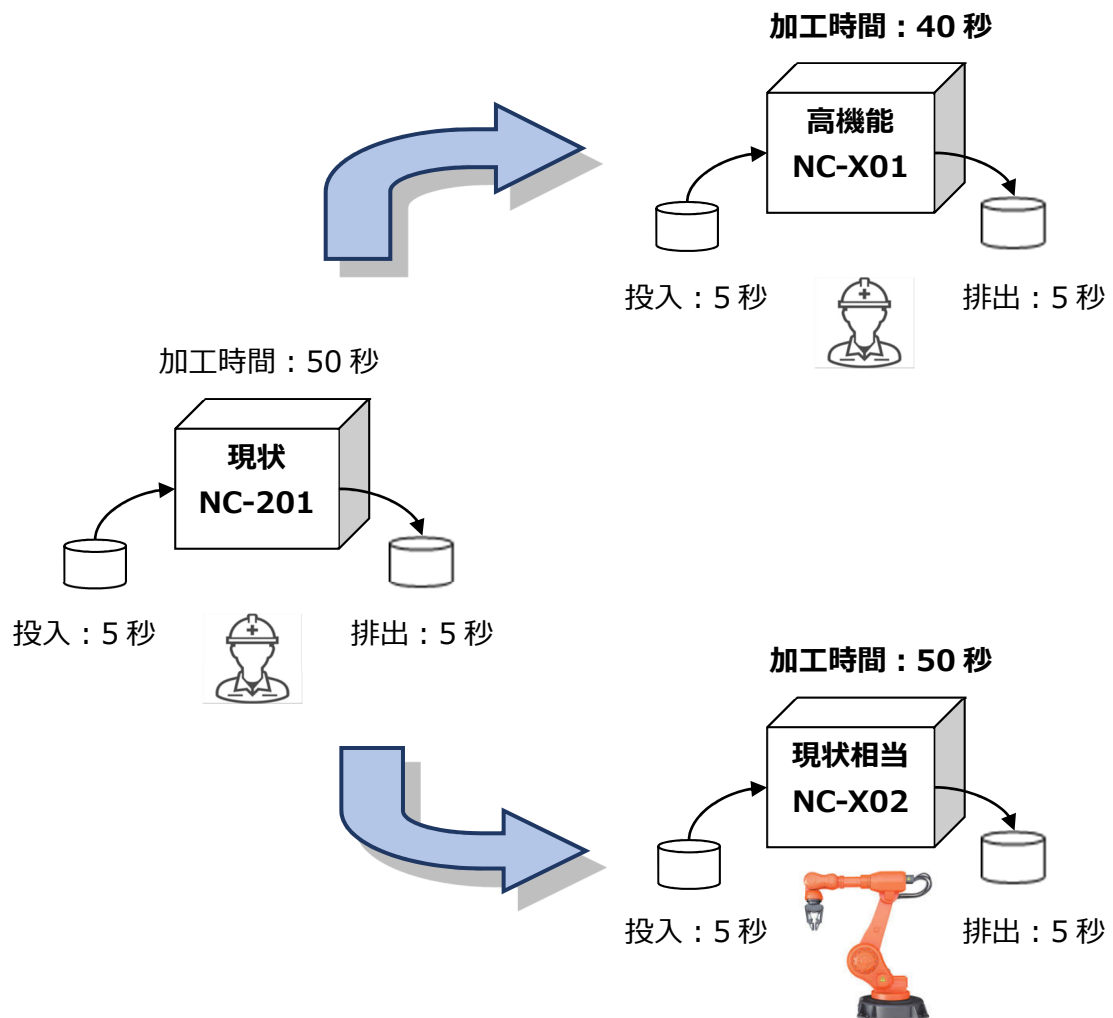 加工時間：40 秒
高機能
NC-X01
投入：5 秒
排出：5 秒
加工時間：50 秒
現状
NC-201
投入：5 秒
排出：5 秒
加工時間：50 秒
現状相当
NC-X02
投入：5 秒
排出：5 秒